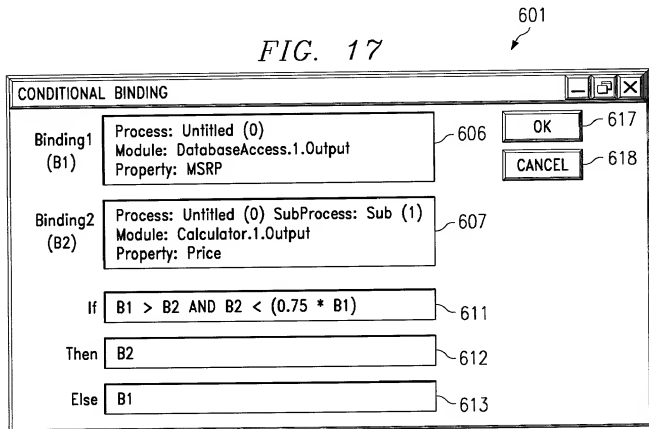 601
FIG. 17
CONDITIONAL BINDING
Binding1
(B1)
Process: Untitled (0)
Module: DatabaseAccess.1.Output
Property: MSRP
606
OK
617
CANCEL
618
Binding2
(B2)
Process: Untitled (0) SubProcess: Sub (1)
Module: Calculator.1.Output
Property: Price
607
If
B1 > B2 AND B2 < (0.75 * B1)
611
Then
B2
612
Else
B1
613